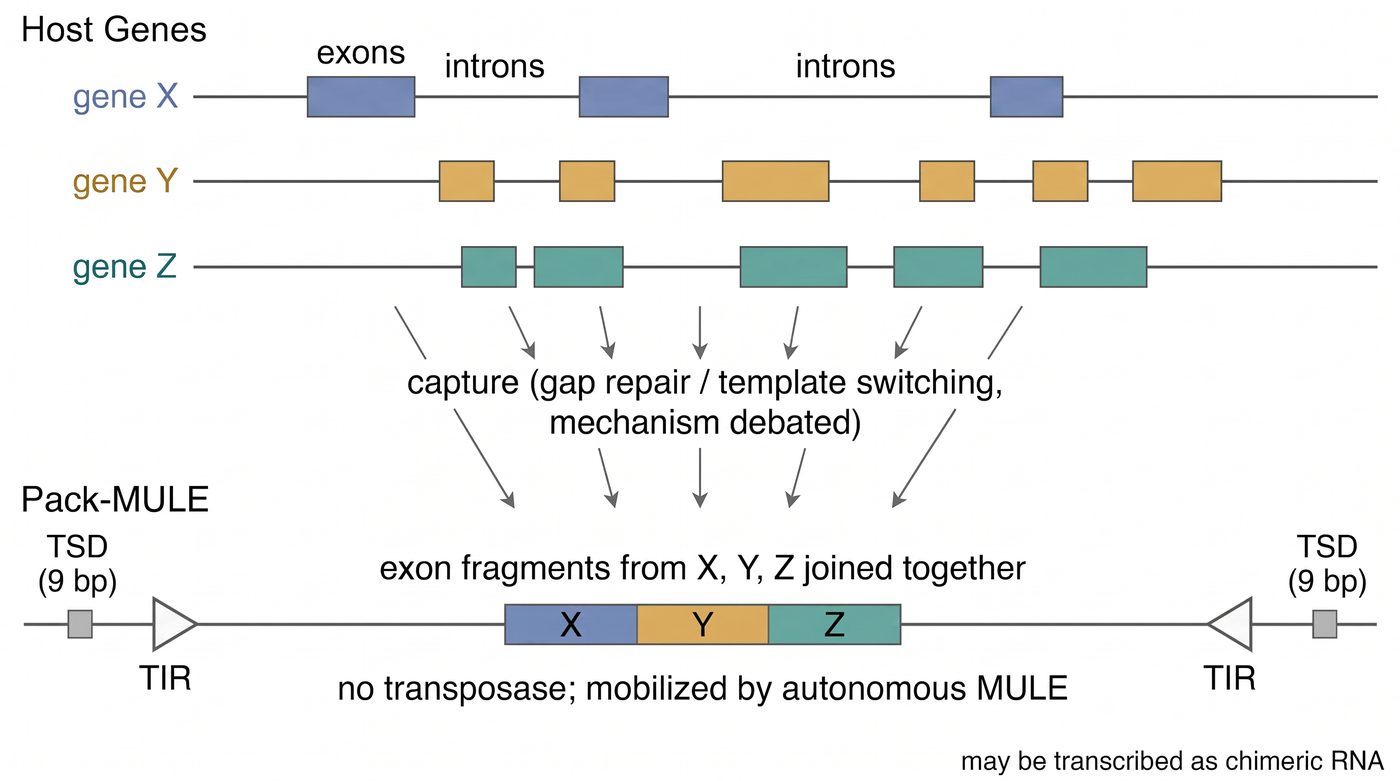 Host Genes
exons
introns
introns
gene X
gene Y
gene Z
capture (gap repair / template switching,
mechanism debated)
Pack-MULE
TSD
(9 bp)
TSD
(9 bp)
exon fragments from X, Y, Z joined together
X
Y
Z
TIR
TIR
no transposase; mobilized by autonomous MULE
may be transcribed as chimeric RNA